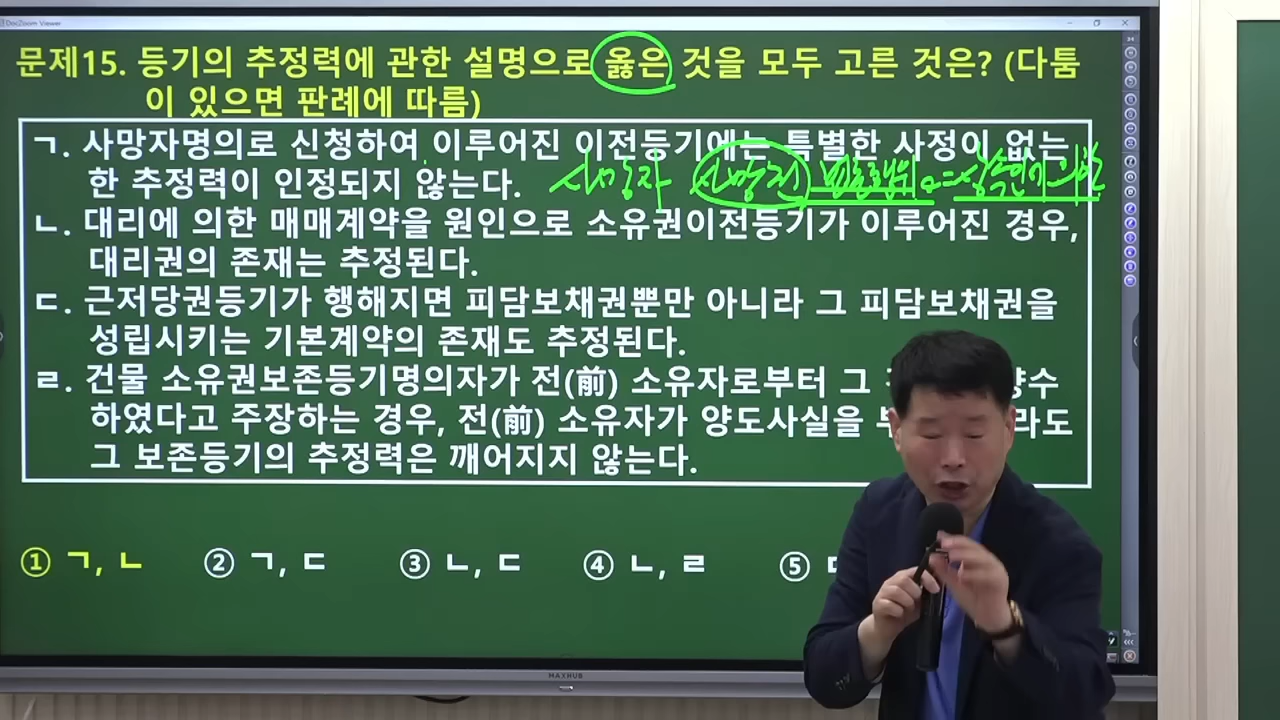 DocZoom Viewer
문제15. 등기의 추정력에 관한 설명으로 옳은 것을 모두 고른 것은? (다툼
이 있으면 판례에 따름)
ㄱ. 사망자명의로 신청하여 이루어진 이전등기에는 특별한 사정이 없는
한 추정력이 인정되지 않는다.
사망자 사망전 법률행위
ㄴ. 대리에 의한 매매계약을 원인으로 소유권이전등기가 이루어진 경우,
대리권의 존재는 추정된다.
ㄷ. 근저당권등기가 행해지면 피담보채권뿐만 아니라 그 피담보채권을
성립시키는 기본계약의 존재도 추정된다.
ㄹ. 건물 소유권보존등기명의자가 전(前) 소유자로부터 그
하였다고 주장하는 경우, 전(前) 소유자가 양도사실을
그 보존등기의 추정력은 깨어지지 않는다.
① ㄱ, ㄴ ② ㄱ, ㄷ ③ ㄴ, ㄷ ④ ㄴ, ㄹ ⑤
MAXHUB